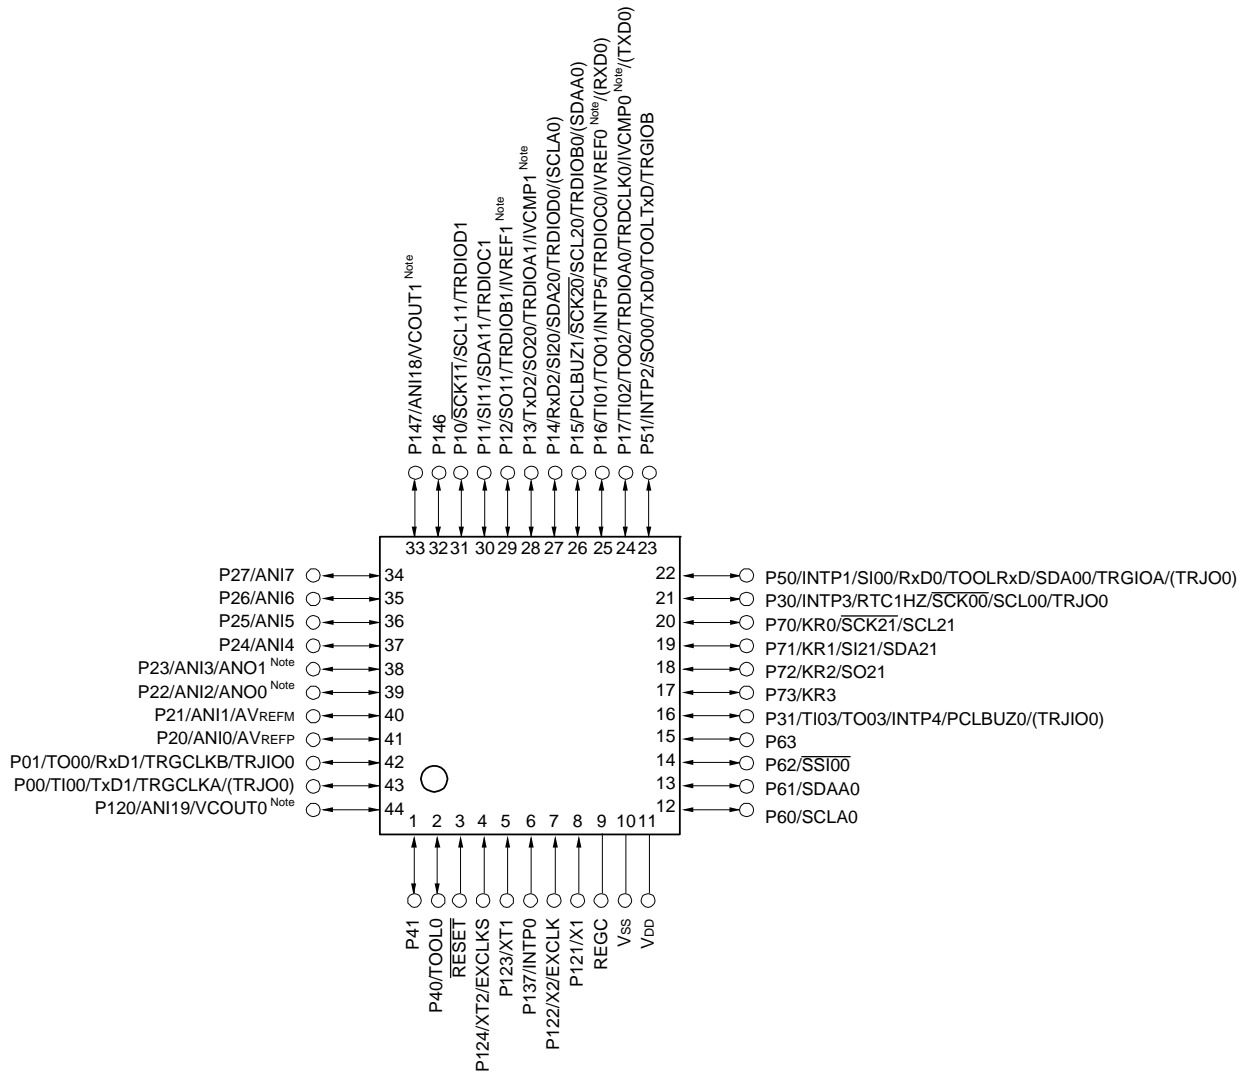 P147/ANI18/VCOUT1 Note
P146
P10/SCK11/SCL11/TRDIOD1
P11/SI11/SDA11/TRDIOC1
P12/SO11/TRDIOB1/IVREF1 Note
P13/TxD2/SO20/TRDIOA1/IVCMP1 Note
P14/RxD2/SI20/SDA20/TRDIOD0/(SCLA0)
P15/PCLBUZ1/SCK20/SCL20/TRDIOB0/(SDAA0)
P16/TI01/TO01/INTP5/TRDIOC0/IVREF0 Note/(RXD0)
P17/TI02/TO02/TRDIOA0/TRDCLK0/IVCMP0 Note/(TXD0)
P51/INTP2/SO00/TxD0/TOOLTxD/TRGIOB
33 32 31 30 29 28 27 26 25 24 23
P27/ANI7 34
P26/ANI6 35
P25/ANI5 36
P24/ANI4 37
P23/ANI3/ANO1 Note 38
P22/ANI2/ANO0 Note 39
P21/ANI1/AVREFM 40
P20/ANI0/AVREFP 41
P01/TO00/RxD1/TRGCLKB/TRJIO0 42
P00/TI00/TxD1/TRGCLKA/(TRJO0) 43
P120/ANI19/VCOUT0 Note 44
22 P50/INTP1/SI00/RxD0/TOOLRxD/SDA00/TRGIOA/(TRJO0)
21 P30/INTP3/RTC1HZ/SCK00/SCL00/TRJO0
20 P70/KR0/SCK21/SCL21
19 P71/KR1/SI21/SDA21
18 P72/KR2/SO21
17 P73/KR3
16 P31/TI03/TO03/INTP4/PCLBUZ0/(TRJIO0)
15 P63
14 P62/SSI00
13 P61/SDAA0
12 P60/SCLA0
1 2 3 4 5 6 7 8 9 10 11
P41
P40/TOOL0
RESET
P124/XT2/EXCLKS
P123/XT1
P137/INTP0
P122/X2/EXCLK
P121/X1
REGC
VSS
VDD